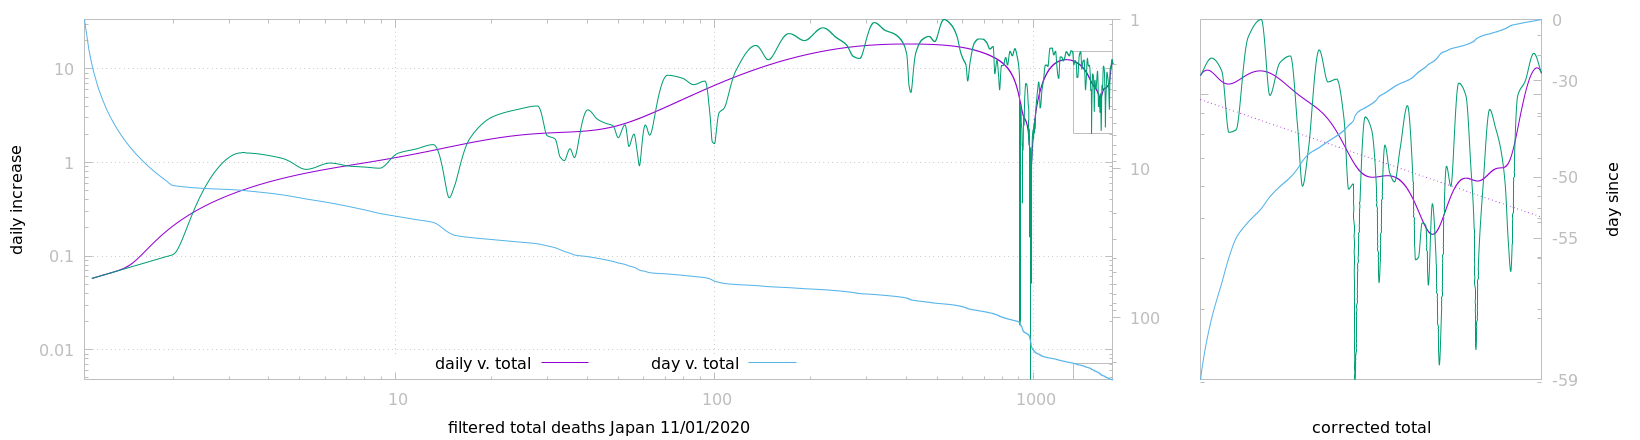 daily increase
10
1
0.1
0.01
daily v. total
day v. total
10
100
1000
filtered total deaths Japan 11/01/2020
1
10
100
0
-30
-50
-55
-59
day since
corrected total